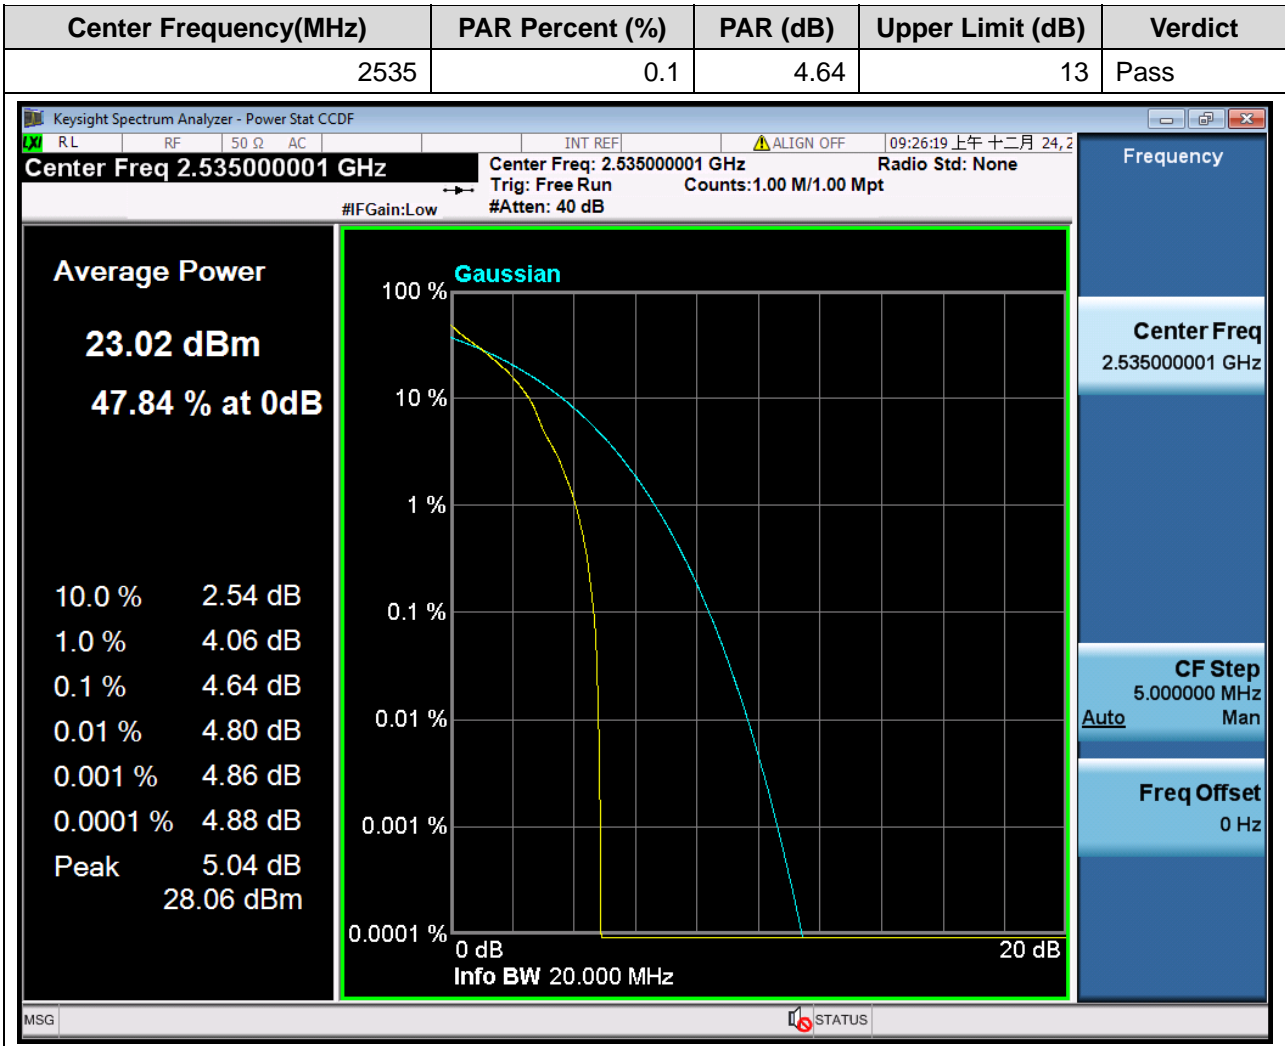 Center Frequency(MHz) PAR Percent (%) PAR (dB) Upper Limit (dB) Verdict
2535 0.1 4.64 13 Pass
Keysight Spectrum Analyzer - Power Stat CCDF
LXI RL RF 50 Ω AC INT REF ALIGN OFF 09:26:19 上午 十二月 24, 2
Center Freq 2.535000001 GHz
#IFGain:Low
Center Freq: 2.535000001 GHz Radio Std: None
Trig: Free Run Counts:1.00 M/1.00 Mpt
#Atten: 40 dB
Average Power
23.02 dBm
47.84 % at 0dB
10.0 % 2.54 dB
1.0 % 4.06 dB
0.1 % 4.64 dB
0.01 % 4.80 dB
0.001 % 4.86 dB
0.0001 % 4.88 dB
Peak 5.04 dB
28.06 dBm
Gaussian
100 %
10 %
1 %
0.1 %
0.01 %
0.001 %
0.0001 %
0 dB 20 dB
Info BW 20.000 MHz
Frequency
Center Freq
2.535000001 GHz
CF Step
5.000000 MHz
Auto Man
Freq Offset
0 Hz
MSG STATUS